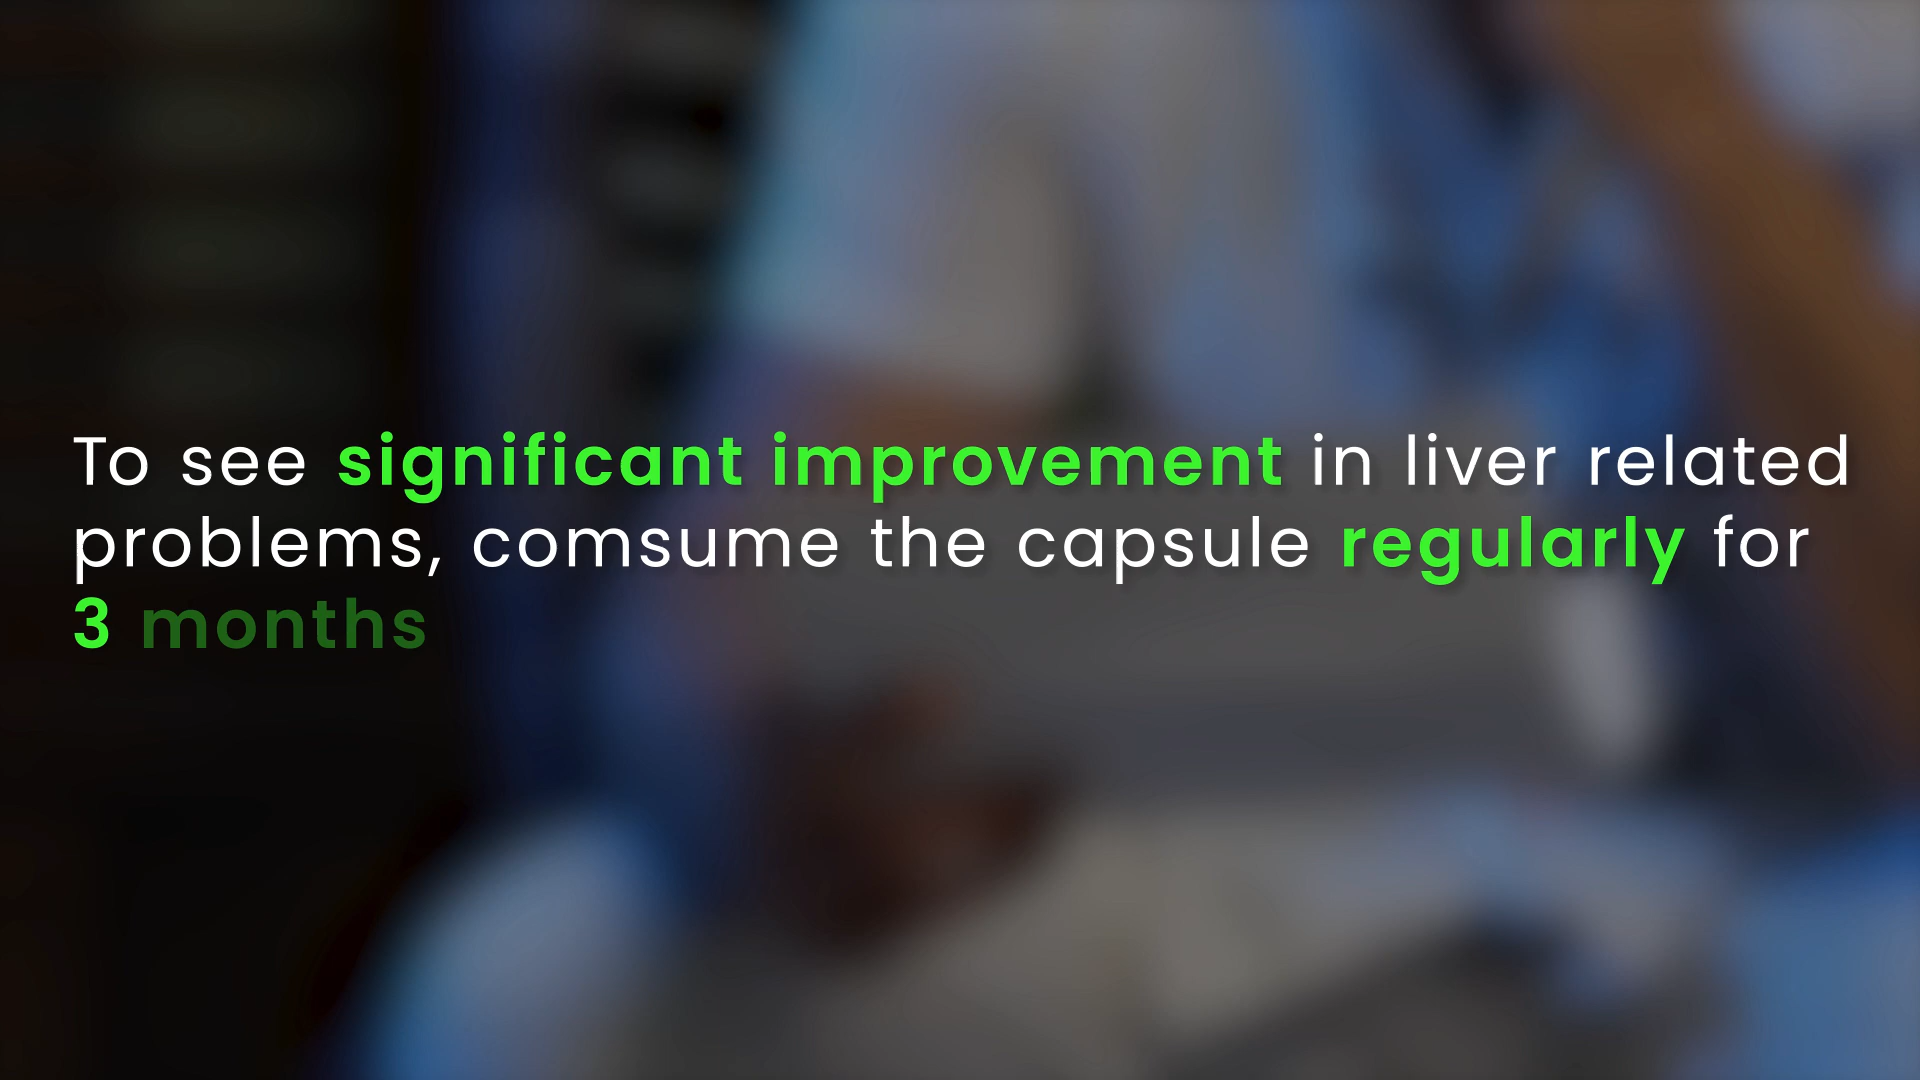 To see significant improvement in liver related
problems, comsume the capsule regularly for
3 months